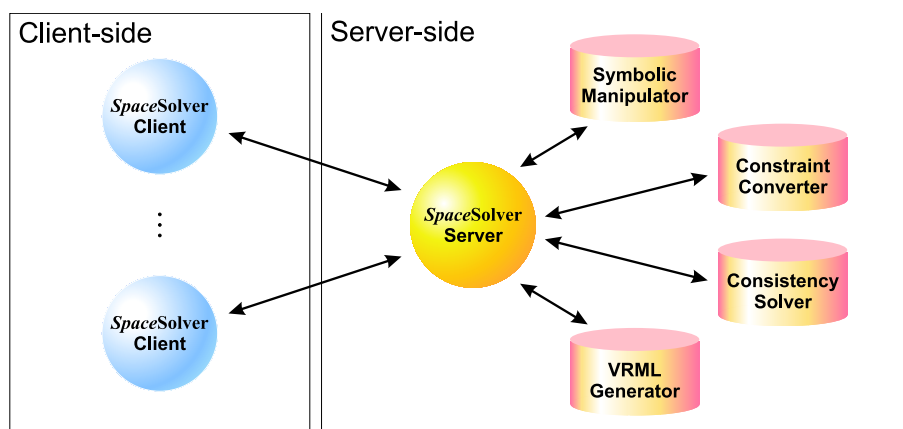 Client-side
SpaceSolver
Client
⋮
SpaceSolver
Client
Server-side
SpaceSolver
Server
Symbolic
Manipulator
Constraint
Converter
Consistency
Solver
VRML
Generator